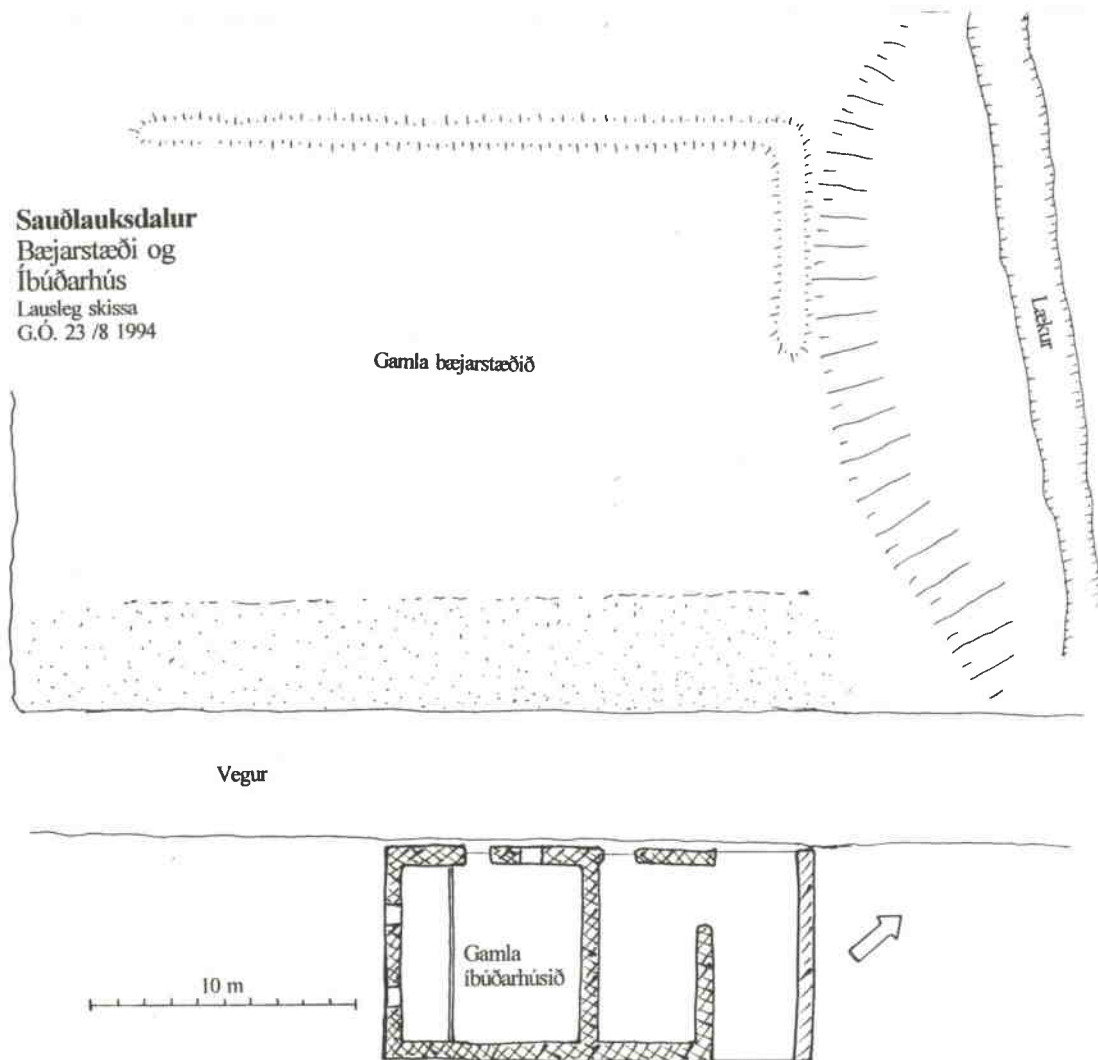 Sauðlauksdalur
Bæjarstæði og
Íbúðarhús
Lausleg skissa
G.Ó. 23 /8 1994
Gamla bæjarstæðið
Lækur
Vegur
Gamla
íbúðarhúsið
10 m